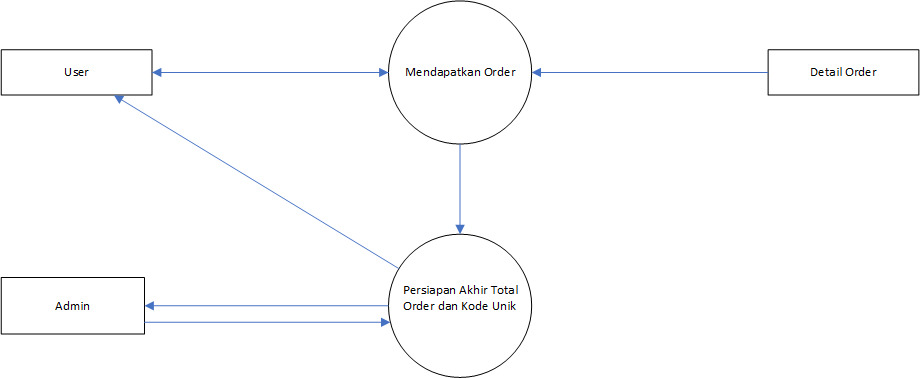 User
Mendapatkan Order
Detail Order
Persiapan Akhir Total
Order dan Kode Unik
Admin